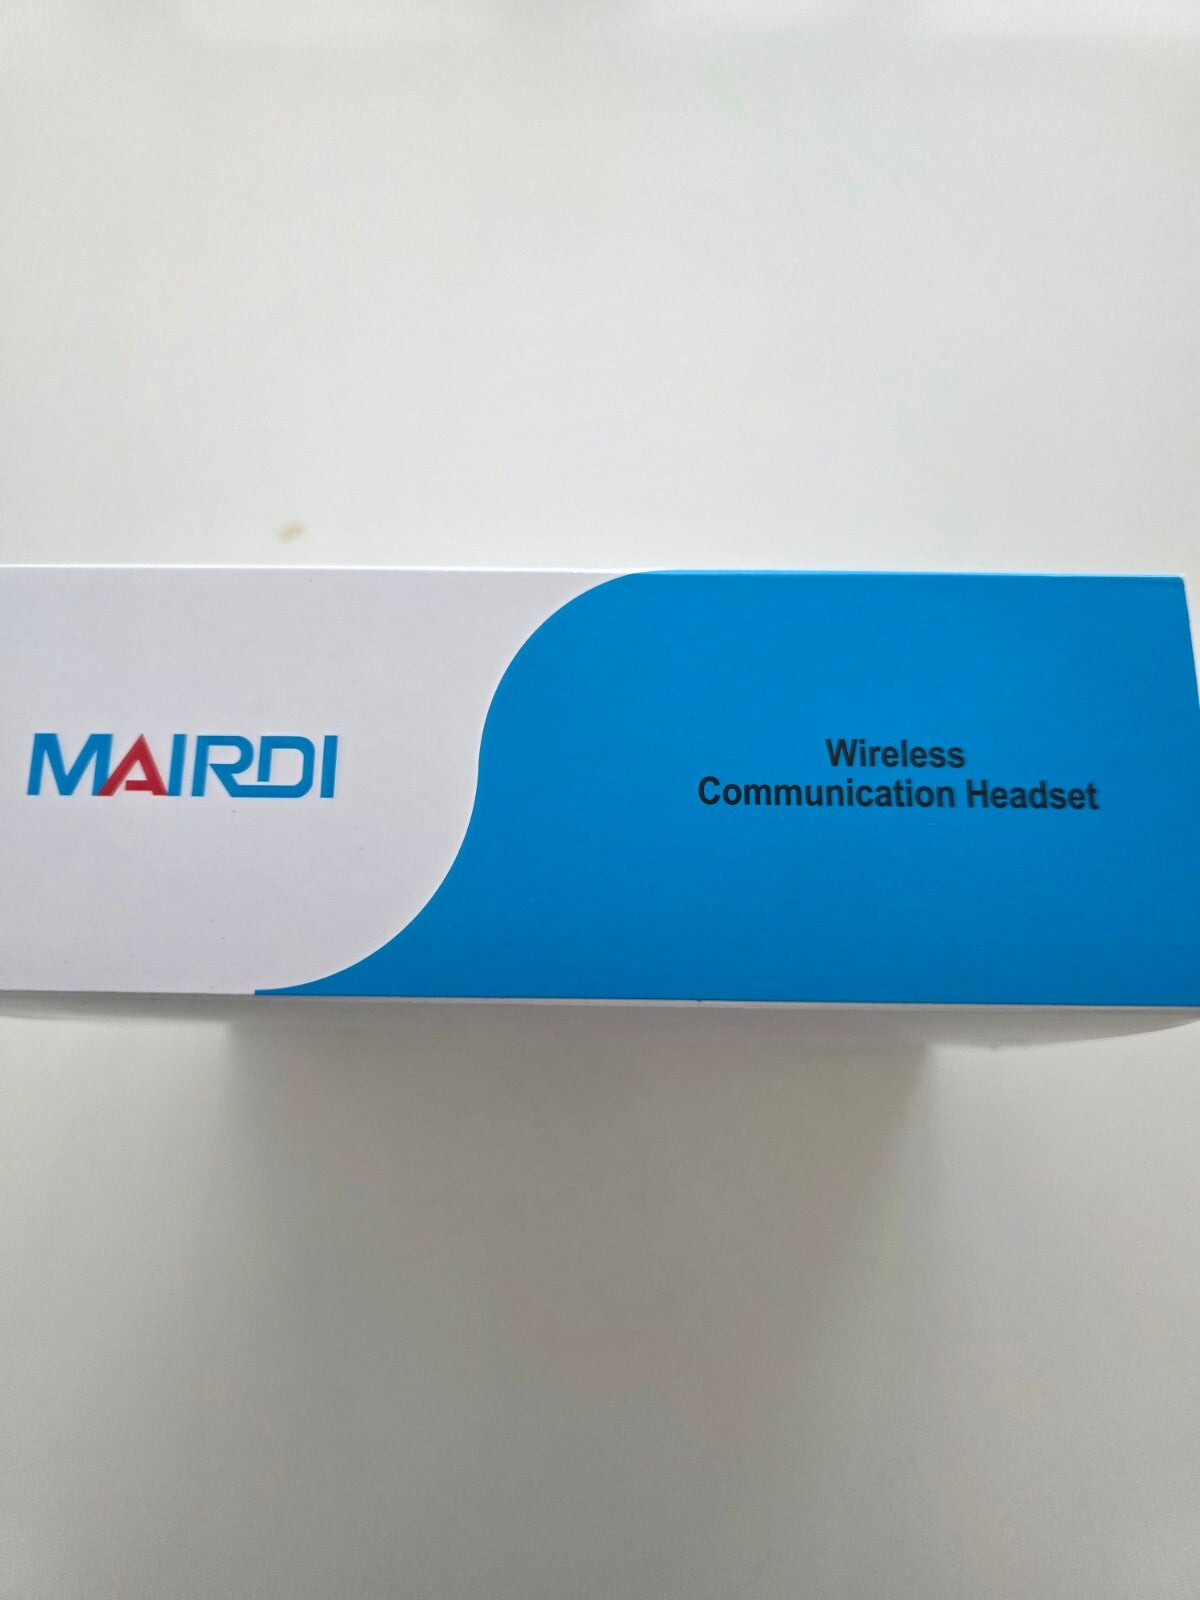 MAIRDI
Wireless
Communication Headset